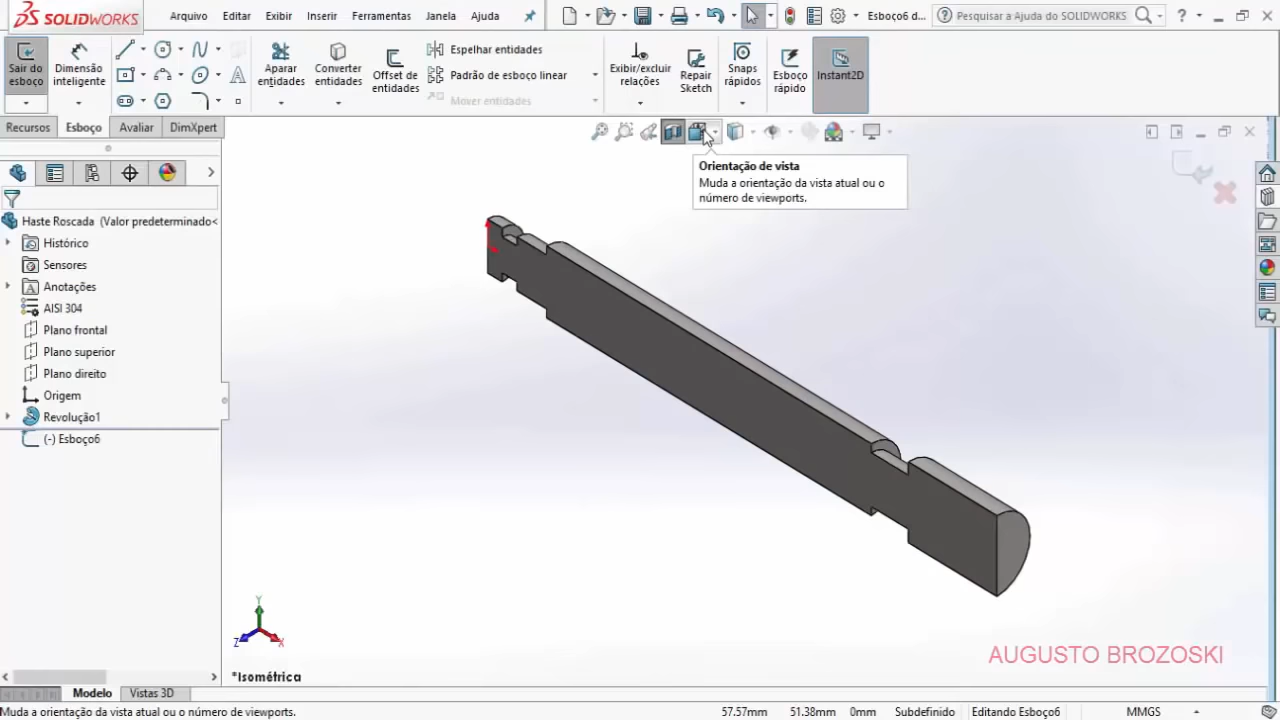 SOLIDWORKS
Arquivo Editar Exibir Inserir Ferramentas Janela Ajuda
Esboço6 d...
Pesquisar a Ajuda do SOLIDWORKS
Sair do esboço
Dimensão inteligente
Aparar entidades
Converter entidades
Offset de entidades
Espelhar entidades
Padrão de esboço linear
Mover entidades
Exibir/excluir relações
Repair Sketch
Snaps rápidos
Esboço rápido
Instant2D
Recursos Esboço Avaliar DimXpert
Orientação de vista
Muda a orientação da vista atual ou o
número de viewports.
Haste Roscada (Valor predeterminado<
Histórico
Sensores
Anotações
AISI 304
Plano frontal
Plano superior
Plano direito
Origem
Revolução1
(-) Esboço6
Y
Z
X
*Isométrica
AUGUSTO BROZOSKI
Modelo Vistas 3D
Muda a orientação da vista atual ou o número de viewports.
57.57mm 51.38mm 0mm Subdefinido Editando Esboço6 MMGS